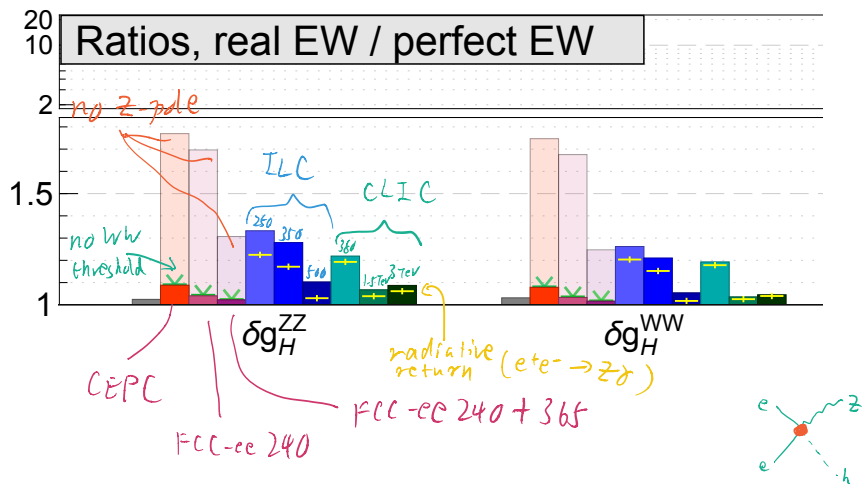 20
Ratios, real EW / perfect EW
10
2
no Z-pole
ILC
CLIC
1.5
250
350
500
380
1.5TeV
3TeV
no WW
threshold
1
δg_H^ZZ
δg_H^WW
radiative
return (e+e- → Zγ)
CEPC
FCC-ee 240 + 365
FCC-ee 240
e
z
e
h